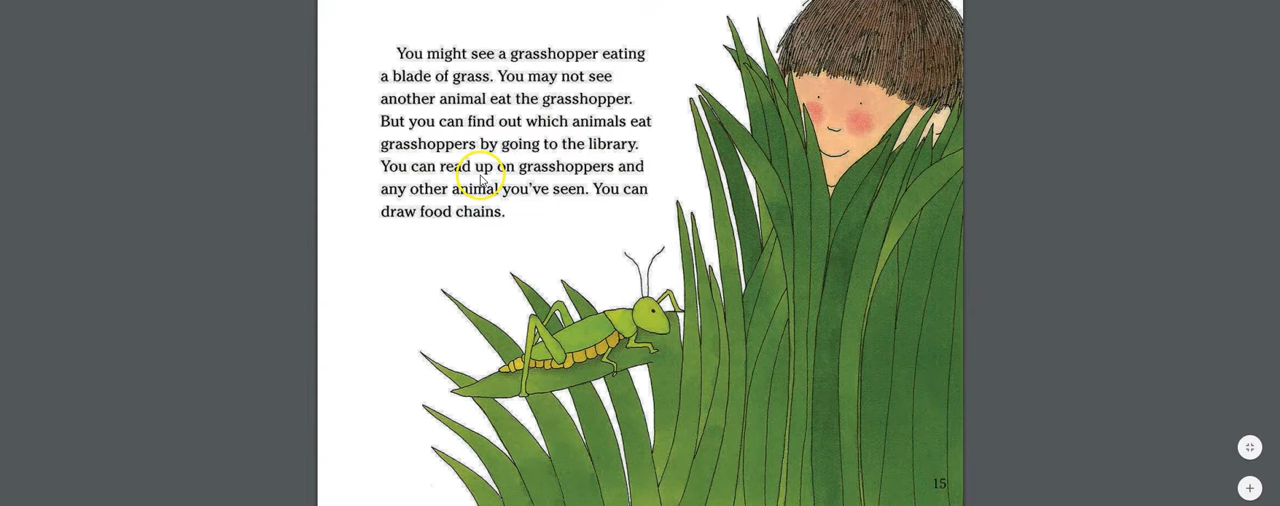 You might see a grasshopper eating
a blade of grass. You may not see
another animal eat the grasshopper.
But you can find out which animals eat
grasshoppers by going to the library.
You can read up on grasshoppers and
any other animal you've seen. You can
draw food chains.
15